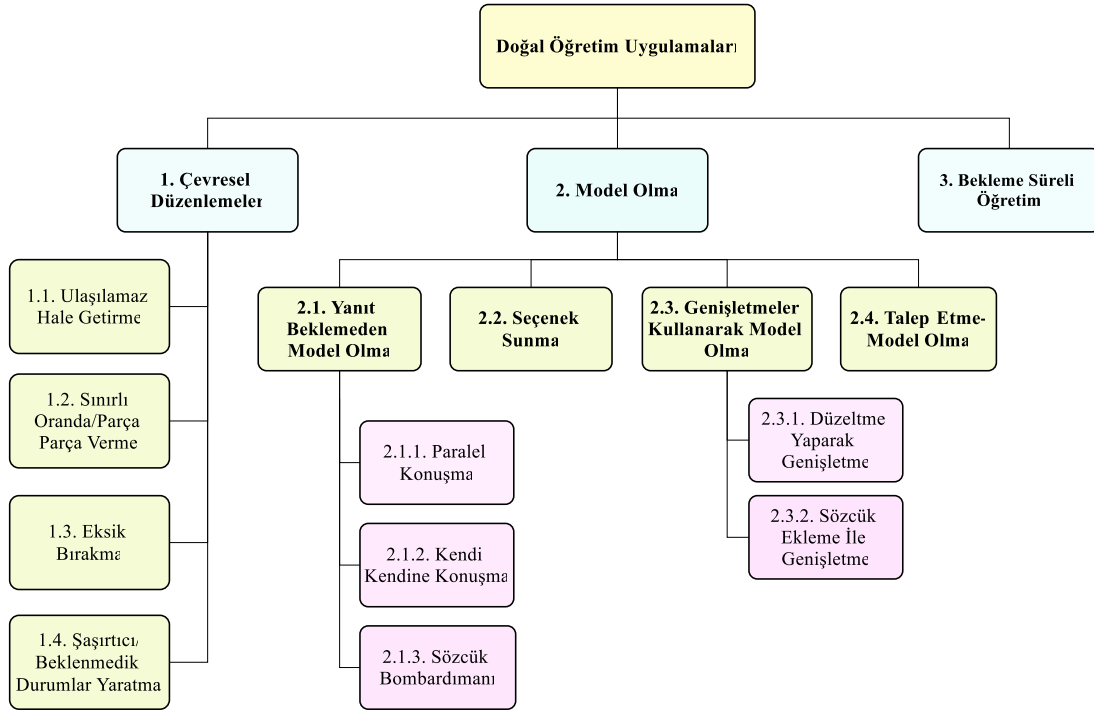 Doğal Öğretim Uygulamaları
1. Çevresel
Düzenlemeler
2. Model Olma
3. Bekleme Süreli
Öğretim
1.1. Ulaşılamaz
Hale Getirme
1.2. Sınırlı
Oranda/Parça
Parça Verme
1.3. Eksik
Bırakma
1.4. Şaşırtıcı/
Beklenmedik
Durumlar Yaratma
2.1. Yanıt
Beklemeden
Model Olma
2.1.1. Paralel
Konuşma
2.1.2. Kendi
Kendine Konuşma
2.1.3. Sözcük
Bombardımanı
2.2. Seçenek
Sunma
2.3. Genişletmeler
Kullanarak Model
Olma
2.3.1. Düzeltme
Yaparak
Genişletme
2.3.2. Sözcük
Ekleme İle
Genişletme
2.4. Talep Etme-
Model Olma